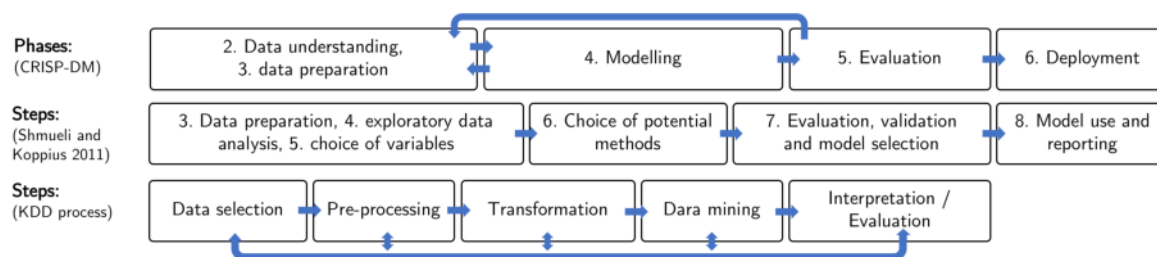 Phases:
(CRISP-DM)
2. Data understanding,
3. data preparation
4. Modelling
5. Evaluation
6. Deployment
Steps:
(Shmueli and
Koppius 2011)
3. Data preparation, 4. exploratory data
analysis, 5. choice of variables
6. Choice of potential
methods
7. Evaluation, validation
and model selection
8. Model use and
reporting
Steps:
(KDD process)
Data selection
Pre-processing
Transformation
Dara mining
Interpretation /
Evaluation